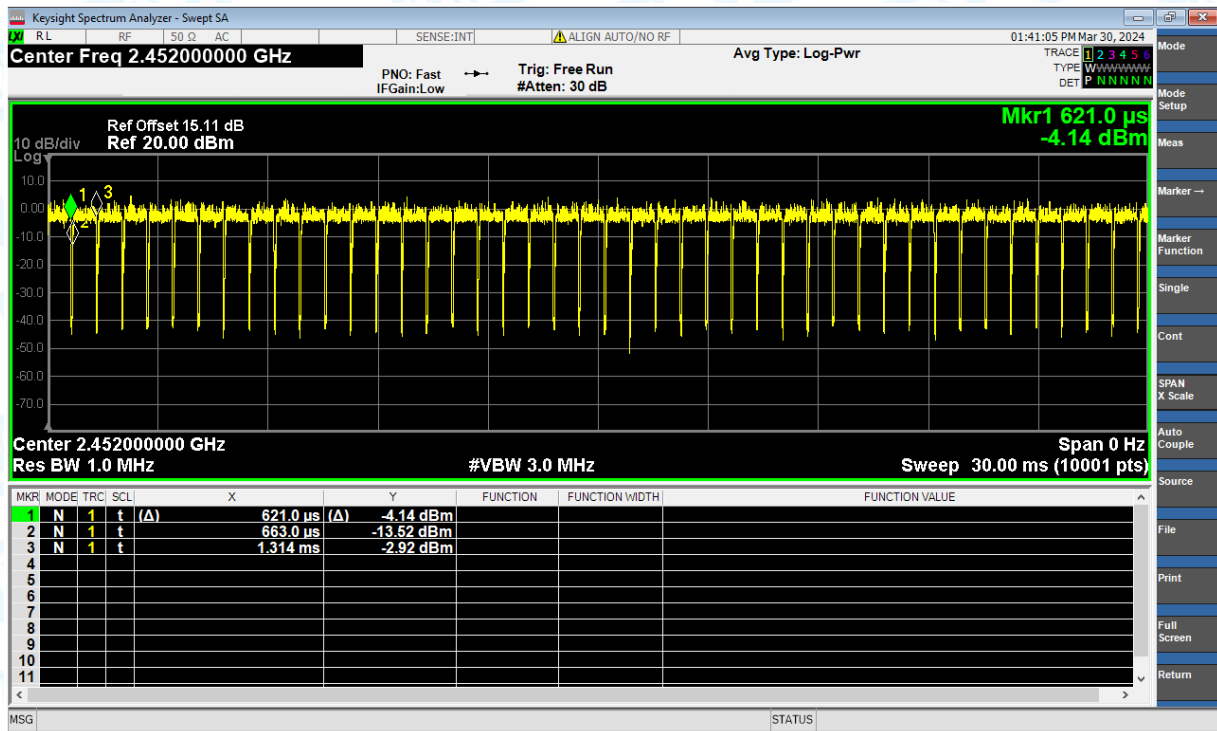 Keysight Spectrum Analyzer - Swept SA
LXI RL RF 50 Ω AC SENSE:INT ALIGN AUTO/NO RF 01:41:05 PM Mar 30, 2024
Center Freq 2.452000000 GHz Avg Type: Log-Pwr TRACE 1 2 3 4 5 6
PNO: Fast Trig: Free Run TYPE WWWWWW
IFGain:Low #Atten: 30 dB DET P N N N N N
Mkr1 621.0 µs
Ref Offset 15.11 dB
10 dB/div Ref 20.00 dBm -4.14 dBm
Log
10.0
1 3
0.00
2
-10.0
-20.0
-30.0
-40.0
-50.0
-60.0
-70.0
Center 2.452000000 GHz Span 0 Hz
Res BW 1.0 MHz #VBW 3.0 MHz Sweep 30.00 ms (10001 pts)
MKR MODE TRC SCL X Y FUNCTION FUNCTION WIDTH FUNCTION VALUE
1 N 1 t (Δ) 621.0 µs (Δ) -4.14 dBm
2 N 1 t 663.0 µs -13.52 dBm
3 N 1 t 1.314 ms -2.92 dBm
4
5
6
7
8
9
10
11
MSG STATUS
Mode
Mode
Setup
Meas
Marker →
Marker
Function
Single
Cont
SPAN
X Scale
Auto
Couple
Source
File
Print
Full
Screen
Return